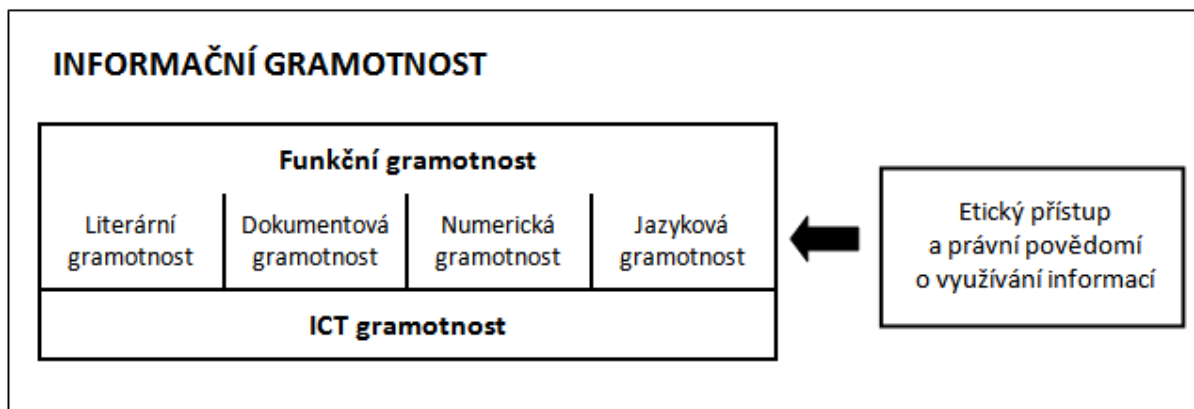 INFORMAČNÍ GRAMOTNOST
Funkční gramotnost
Literární
gramotnost
Dokumentová
gramotnost
Numerická
gramotnost
Jazyková
gramotnost
ICT gramotnost
Etický přístup
a právní povědomí
o využívání informací